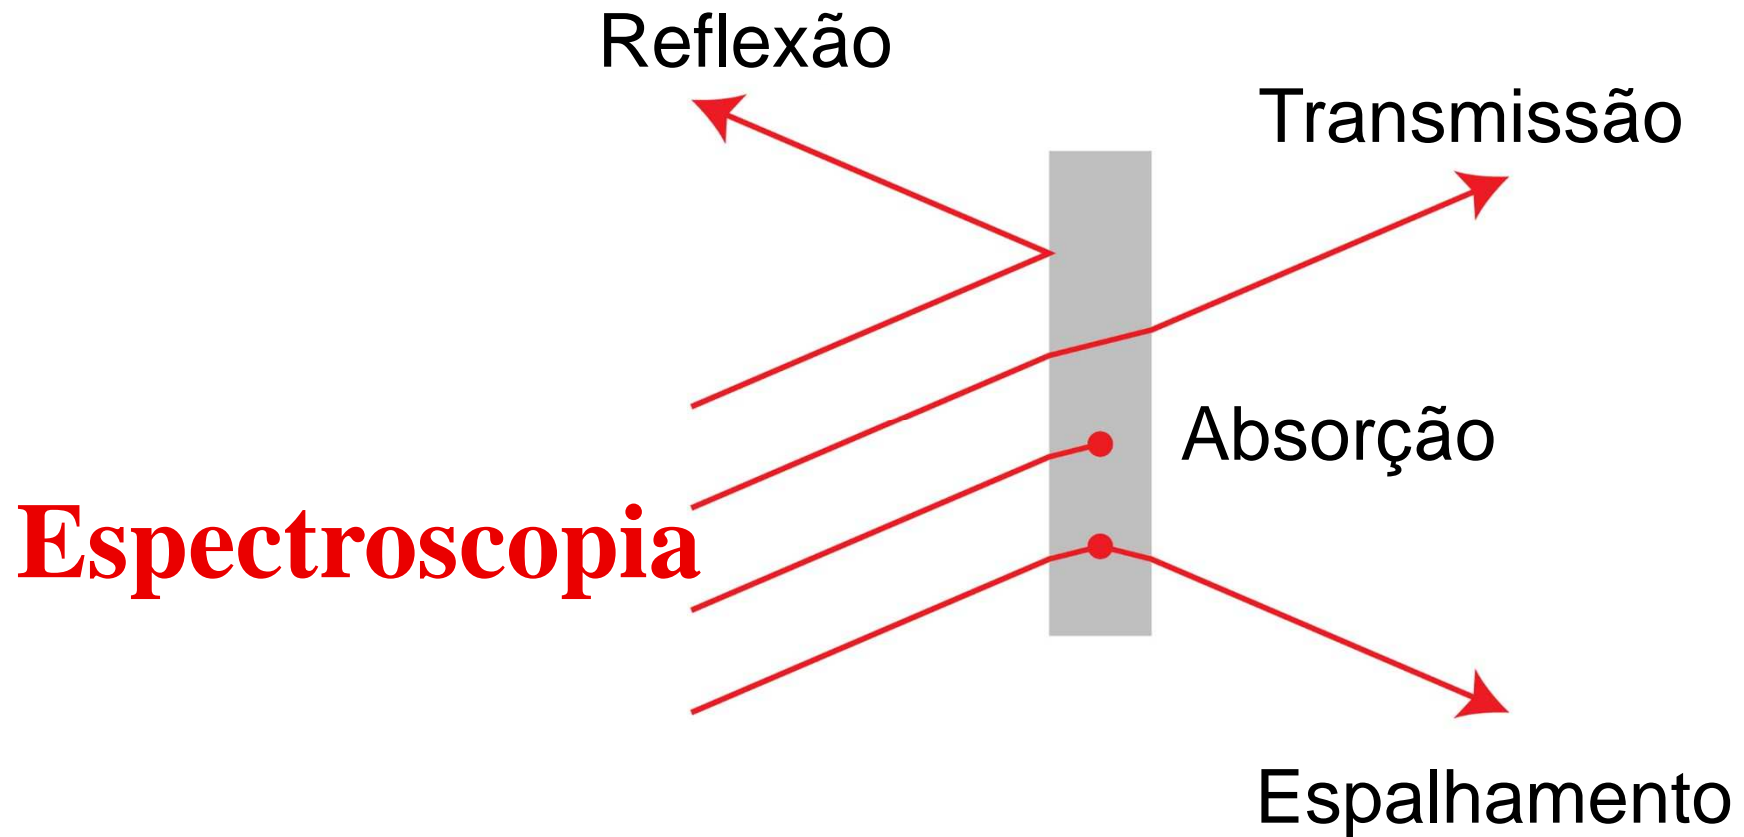 Reflexão
Transmissão
Absorção
Espectroscopia
Espalhamento